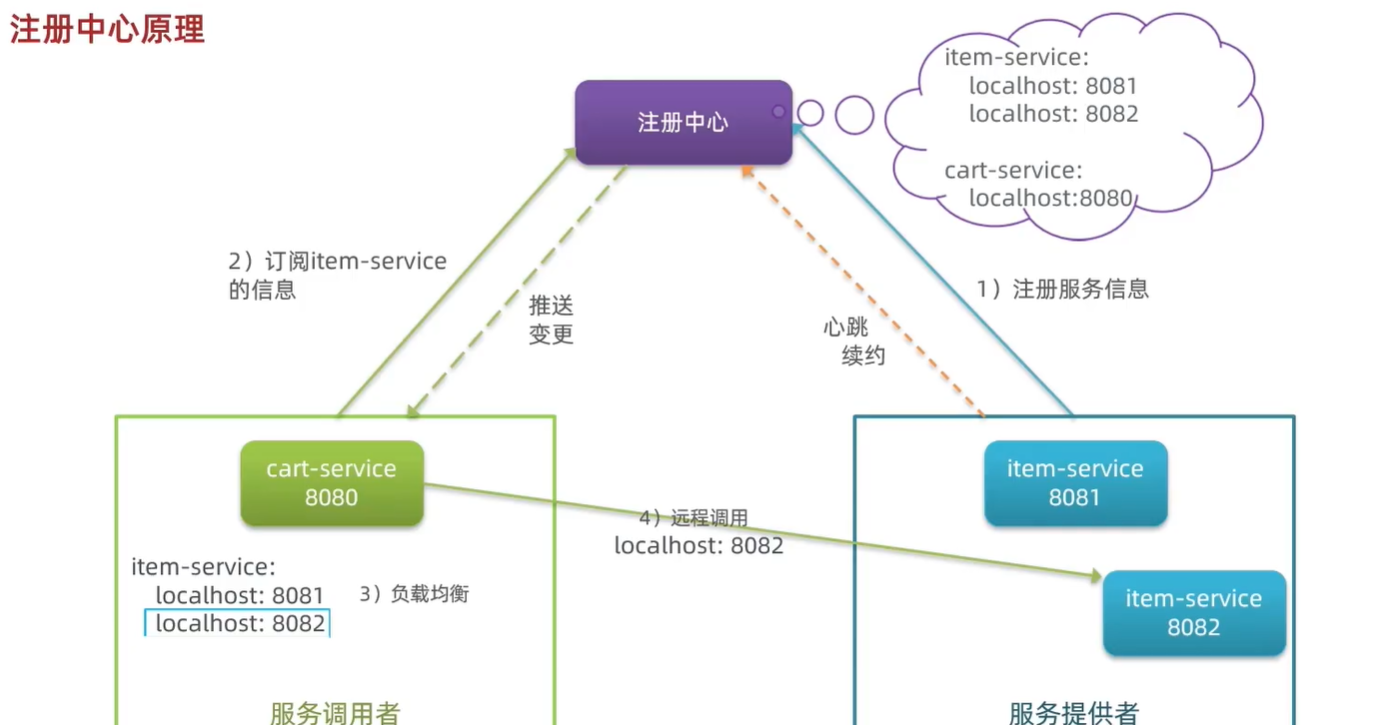 注册中心原理
注册中心
item-service:
localhost: 8081
localhost: 8082
cart-service:
localhost:8080
2）订阅item-service
的信息
推送
变更
心跳
续约
1）注册服务信息
cart-service
8080
item-service
8081
4）远程调用
localhost: 8082
item-service:
localhost: 8081
localhost: 8082
3）负载均衡
item-service
8082
服务调用者
服务提供者